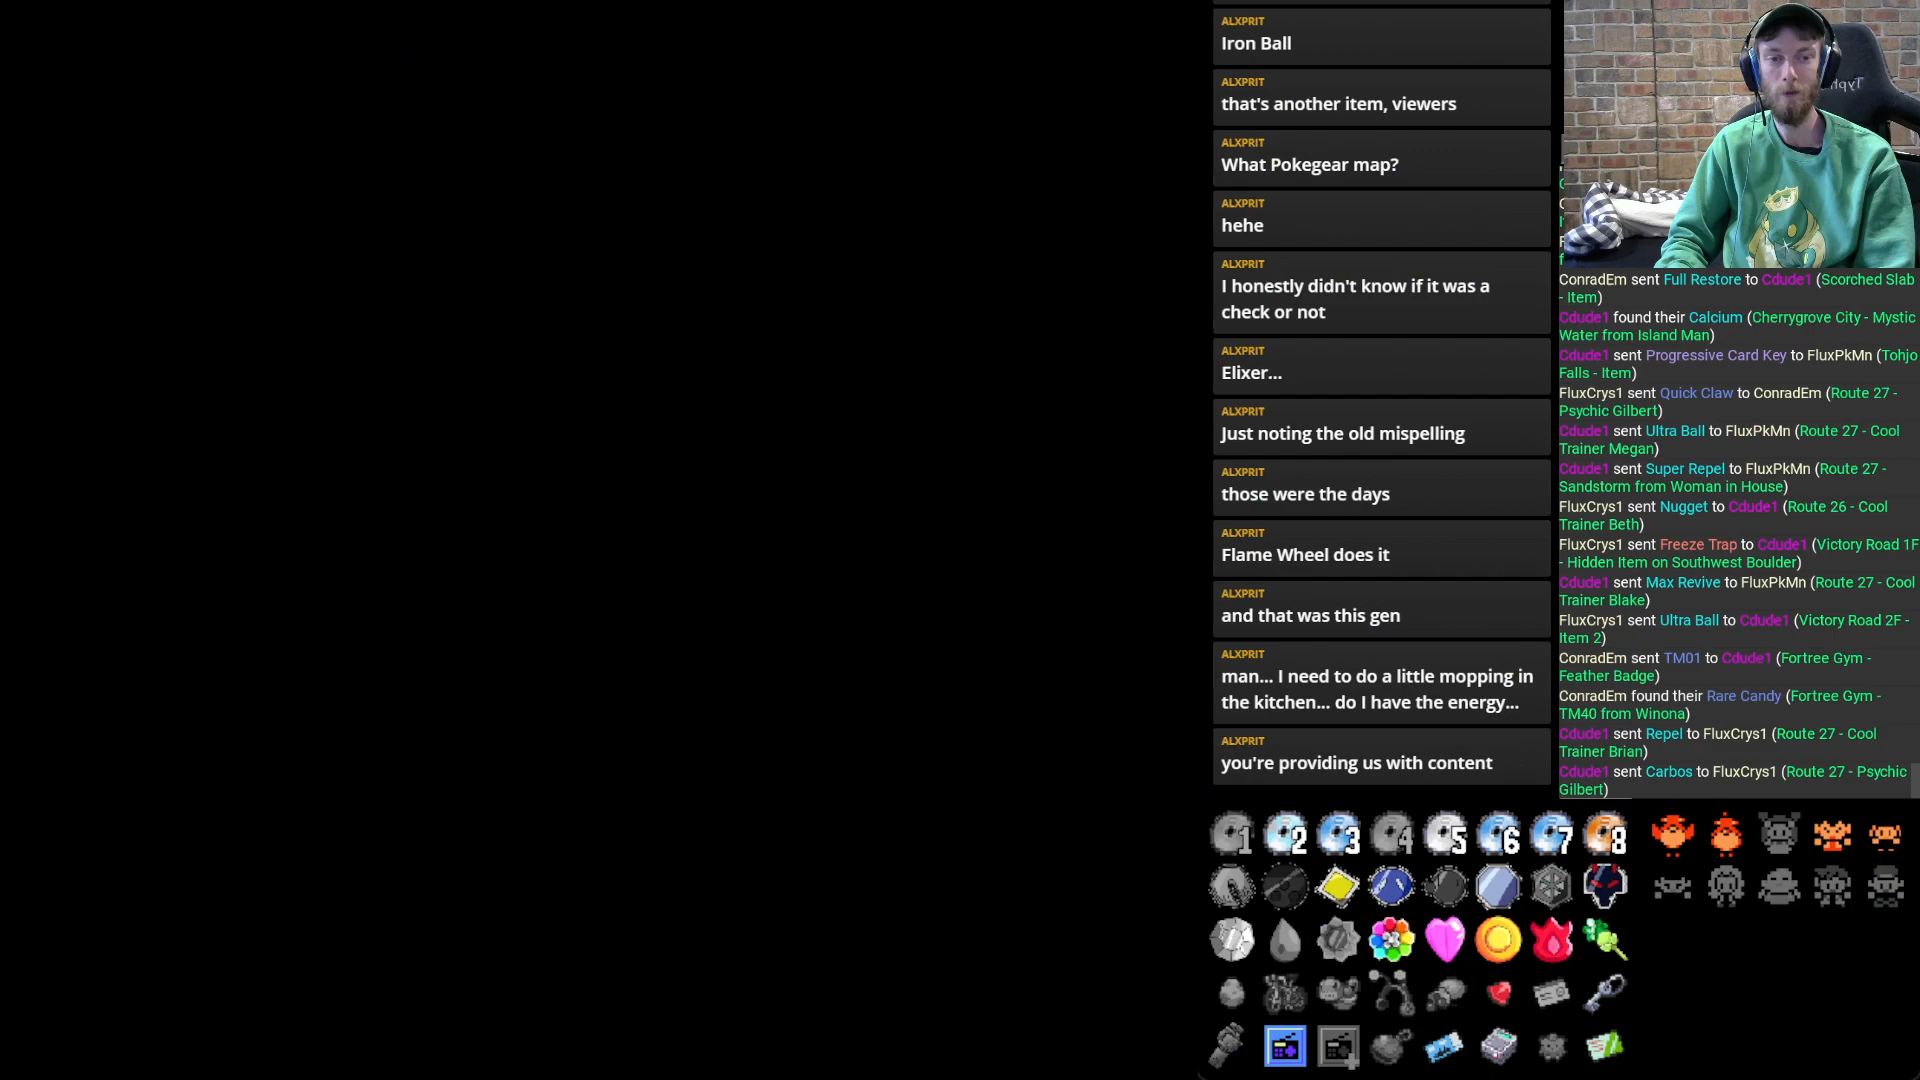 ALXPRIT
Iron Ball
ALXPRIT
that's another item, viewers
ALXPRIT
What Pokegear map?
ALXPRIT
hehe
ALXPRIT
I honestly didn't know if it was a
check or not
ALXPRIT
Elixer...
ALXPRIT
Just noting the old mispelling
ALXPRIT
those were the days
ALXPRIT
Flame Wheel does it
ALXPRIT
and that was this gen
ALXPRIT
man... I need to do a little mopping in
the kitchen... do I have the energy...
ALXPRIT
you're providing us with content
ConradEm sent Full Restore to Cdude1 (Scorched Slab
- Item)
Cdude1 found their Calcium (Cherrygrove City - Mystic
Water from Island Man)
Cdude1 sent Progressive Card Key to FluxPkMn (Tohjo
Falls - Item)
FluxCrys1 sent Quick Claw to ConradEm (Route 27 -
Psychic Gilbert)
Cdude1 sent Ultra Ball to FluxPkMn (Route 27 - Cool
Trainer Megan)
Cdude1 sent Super Repel to FluxPkMn (Route 27 -
Sandstorm from Woman in House)
FluxCrys1 sent Nugget to Cdude1 (Route 26 - Cool
Trainer Beth)
FluxCrys1 sent Freeze Trap to Cdude1 (Victory Road 1F
- Hidden Item on Southwest Boulder)
Cdude1 sent Max Revive to FluxPkMn (Route 27 - Cool
Trainer Blake)
FluxCrys1 sent Ultra Ball to Cdude1 (Victory Road 2F -
Item 2)
ConradEm sent TM01 to Cdude1 (Fortree Gym -
Feather Badge)
ConradEm found their Rare Candy (Fortree Gym -
TM40 from Winona)
Cdude1 sent Repel to FluxCrys1 (Route 27 - Cool
Trainer Brian)
Cdude1 sent Carbos to FluxCrys1 (Route 27 - Psychic
Gilbert)
1 2 3 4 5 6 7 8